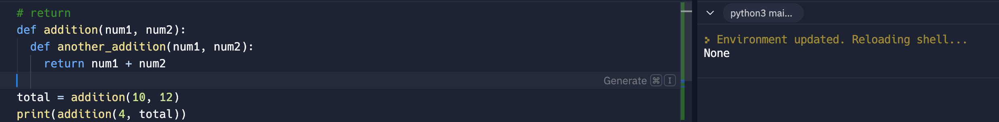 # return
def addition(num1, num2):
  def another_addition(num1, num2):
    return num1 + num2
Generate ⌘ I
total = addition(10, 12)
print(addition(4, total))
python3 mai...
Environment updated. Reloading shell...
None